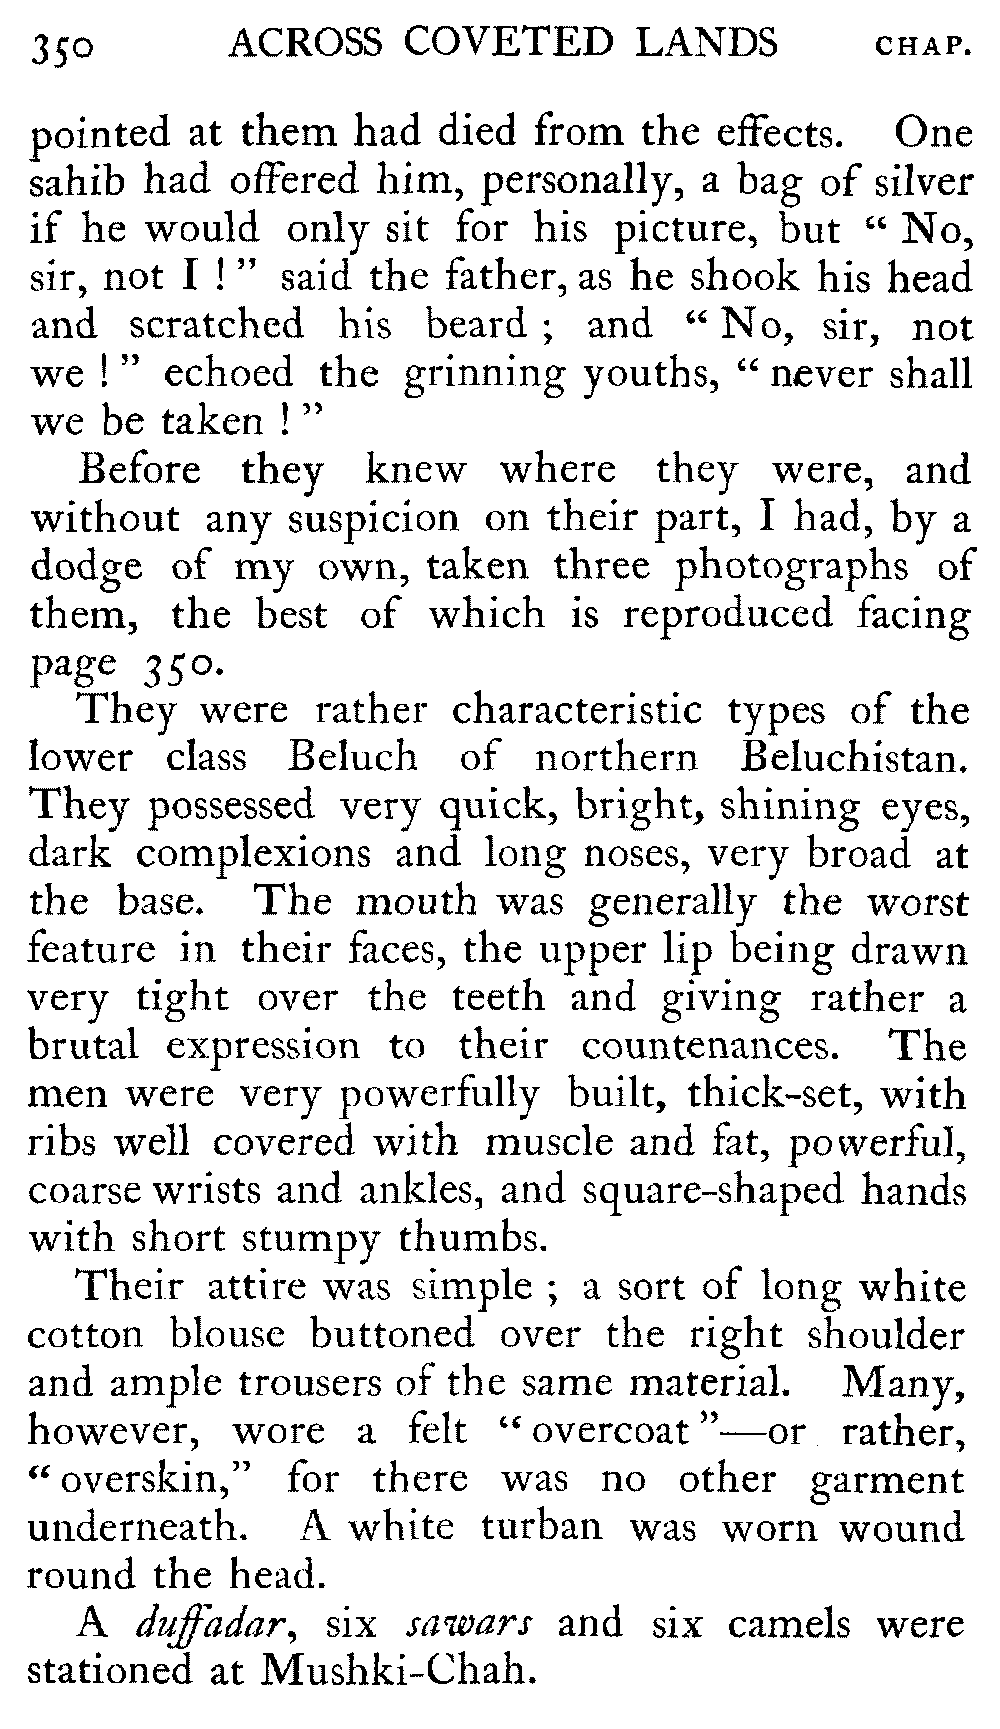 350 ACROSS COVETED LANDS CHAP.
pointed at them had died from the effects. One
sahib had offered him, personally, a bag of silver
if he would only sit for his picture, but “ No,
sir, not I ! ” said the father, as he shook his head
and scratched his beard ; and “ No, sir, not
we ! ” echoed the grinning youths, “ never shall
we be taken ! ”
Before they knew where they were, and
without any suspicion on their part, I had, by a
dodge of my own, taken three photographs of
them, the best of which is reproduced facing
page 350.
They were rather characteristic types of the
lower class Beluch of northern Beluchistan.
They possessed very quick, bright, shining eyes,
dark complexions and long noses, very broad at
the base. The mouth was generally the worst
feature in their faces, the upper lip being drawn
very tight over the teeth and giving rather a
brutal expression to their countenances. The
men were very powerfully built, thick-set, with
ribs well covered with muscle and fat, powerful,
coarse wrists and ankles, and square-shaped hands
with short stumpy thumbs.
Their attire was simple ; a sort of long white
cotton blouse buttoned over the right shoulder
and ample trousers of the same material. Many,
however, wore a felt “ overcoat ”—or rather,
“ overskin,” for there was no other garment
underneath. A white turban was worn wound
round the head.
A duffadar, six sawars and six camels were
stationed at Mushki-Chah.